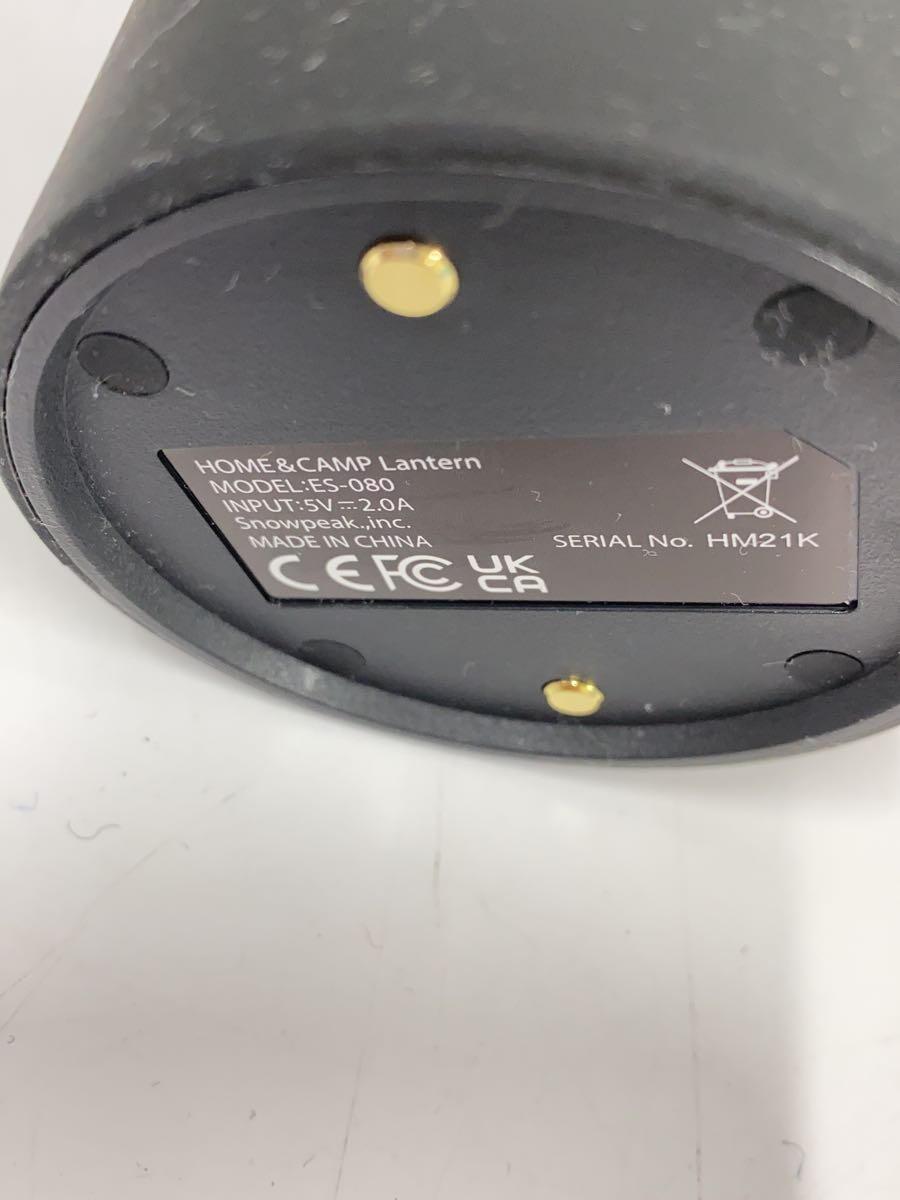 HOME&CAMP Lantern
MODEL:ES-080
INPUT:5V⎓2.0A
Snowpeak.,inc.
MADE IN CHINA
SERIAL No. HM21K
CE FC UK
CA